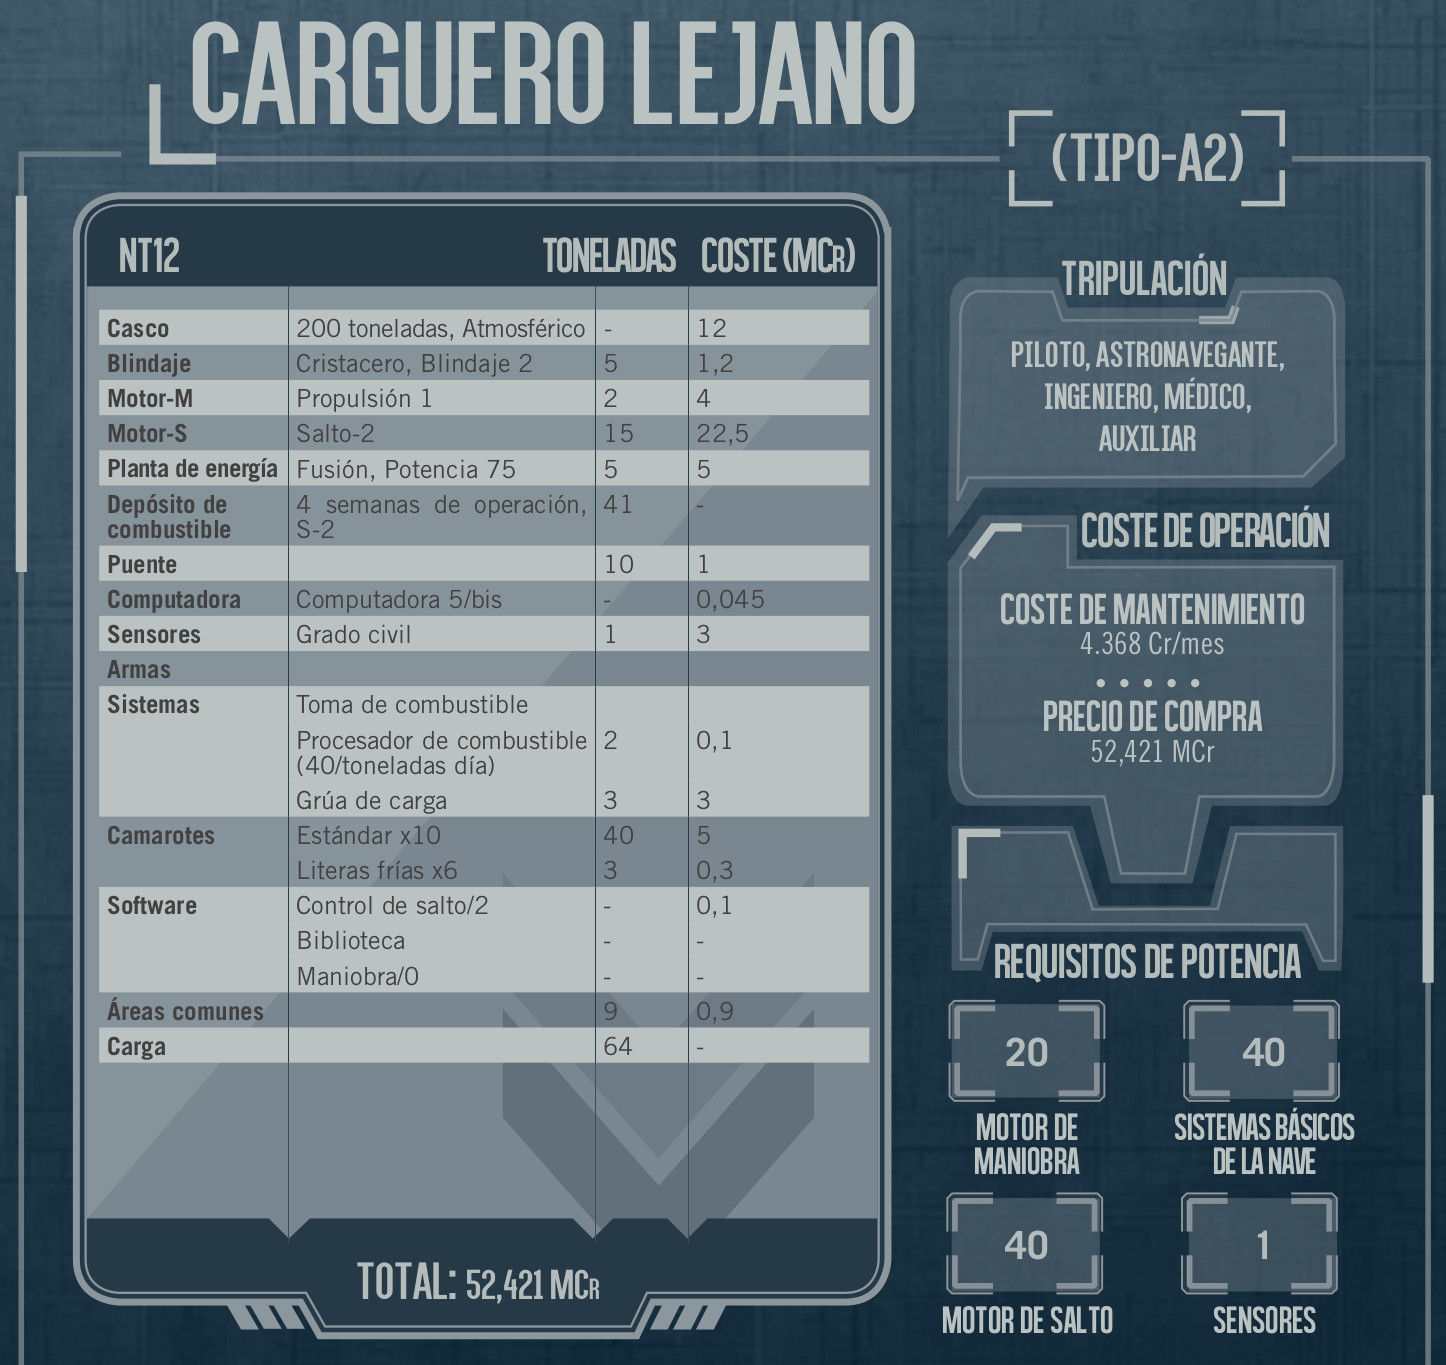 CARGUERO LEJANO
(TIPO-A2)
NT12 TONELADAS COSTE (MCR)
Casco 200 toneladas, Atmosférico - 12
Blindaje Cristacero, Blindaje 2 5 1,2
Motor-M Propulsión 1 2 4
Motor-S Salto-2 15 22,5
Planta de energía Fusión, Potencia 75 5 5
Depósito de 4 semanas de operación, 41 -
combustible S-2
Puente 10 1
Computadora Computadora 5/bis - 0,045
Sensores Grado civil 1 3
Armas
Sistemas Toma de combustible
Procesador de combustible 2 0,1
(40/toneladas día)
Grúa de carga 3 3
Camarotes Estándar x10 40 5
Literas frías x6 3 0,3
Software Control de salto/2 - 0,1
Biblioteca - -
Maniobra/0 - -
Áreas comunes 9 0,9
Carga 64 -
TOTAL: 52,421 MCR
TRIPULACIÓN
PILOTO, ASTRONAVEGANTE,
INGENIERO, MÉDICO,
AUXILIAR
COSTE DE OPERACIÓN
COSTE DE MANTENIMIENTO
4.368 Cr/mes
• • • • •
PRECIO DE COMPRA
52,421 MCr
REQUISITOS DE POTENCIA
20
MOTOR DE
MANIOBRA
40
SISTEMAS BÁSICOS
DE LA NAVE
40
MOTOR DE SALTO
1
SENSORES